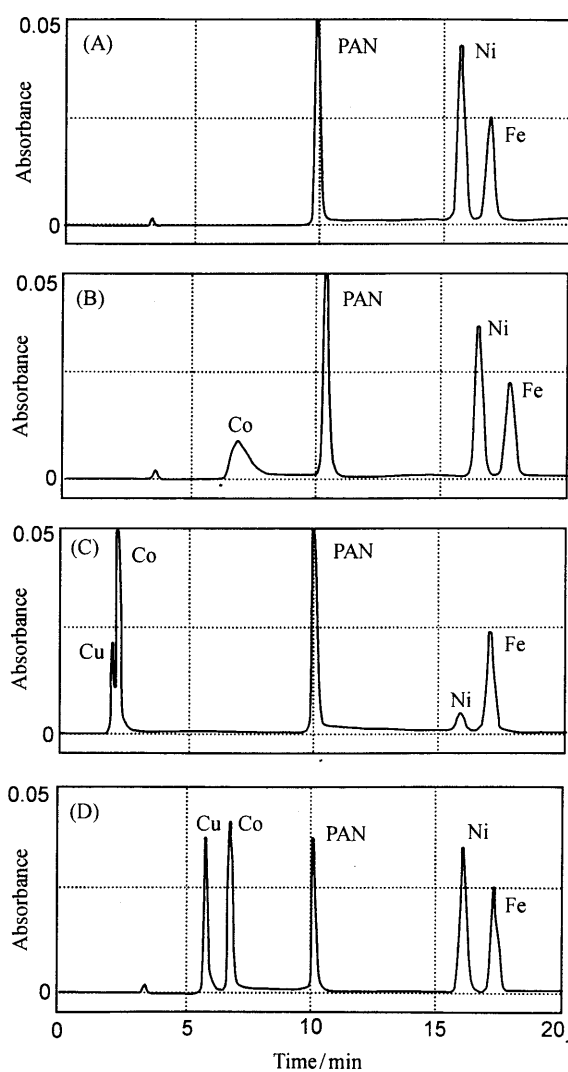 0.05
(A)
PAN
Ni
Fe
Absorbance
0
0.05
(B)
PAN
Ni
Fe
Co
Absorbance
0
0.05
(C)
Co
PAN
Cu
Ni
Fe
Absorbance
0
0.05
(D)
Cu Co
PAN
Ni
Fe
Absorbance
0
0 5 10 15 20
Time/min